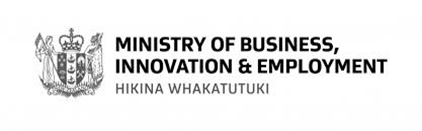 MINISTRY OF BUSINESS,
INNOVATION & EMPLOYMENT
HIKINA WHAKATUTUKI